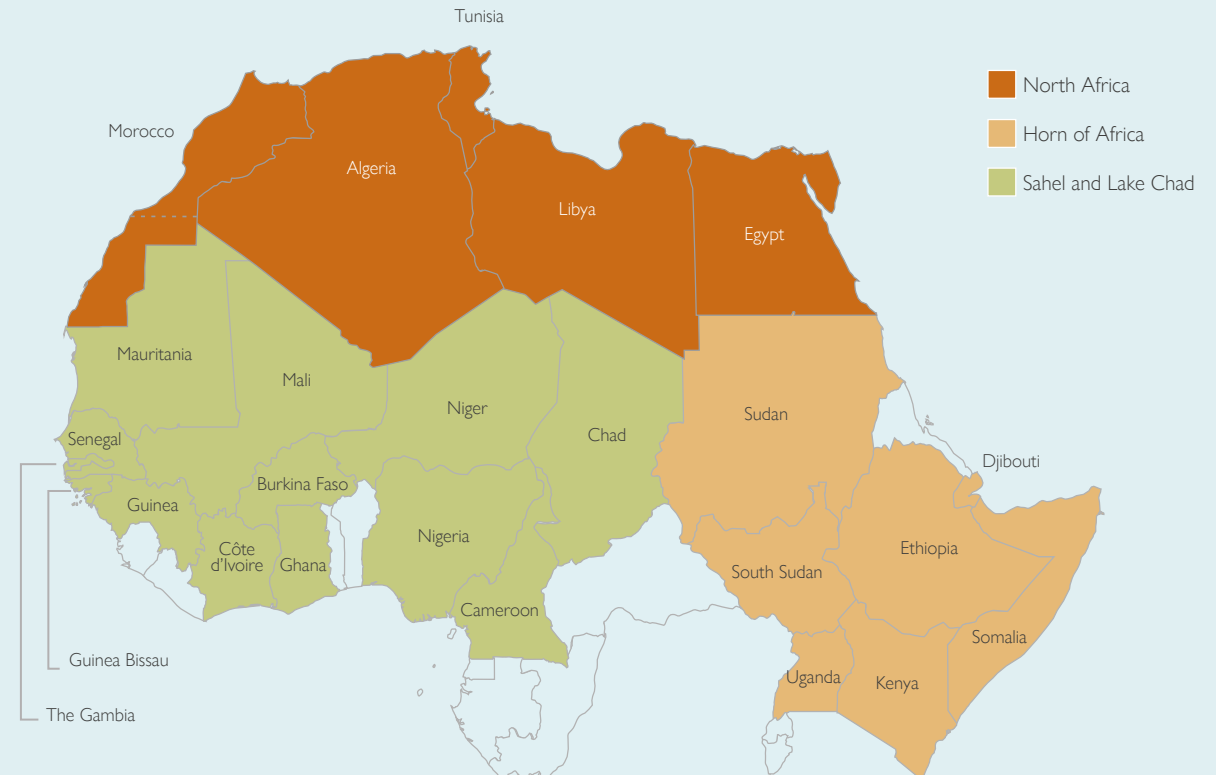 Tunisia
North Africa
Morocco
Horn of Africa
Algeria
Sahel and Lake Chad
Libya
Egypt
Mauritania
Mali
Niger
Sudan
Chad
Senegal
Djibouti
Burkina Faso
Guinea
Nigeria
Côte
d'Ivoire
Ghana
Ethiopia
South Sudan
Cameroon
Somalia
Guinea Bissau
Uganda
Kenya
The Gambia